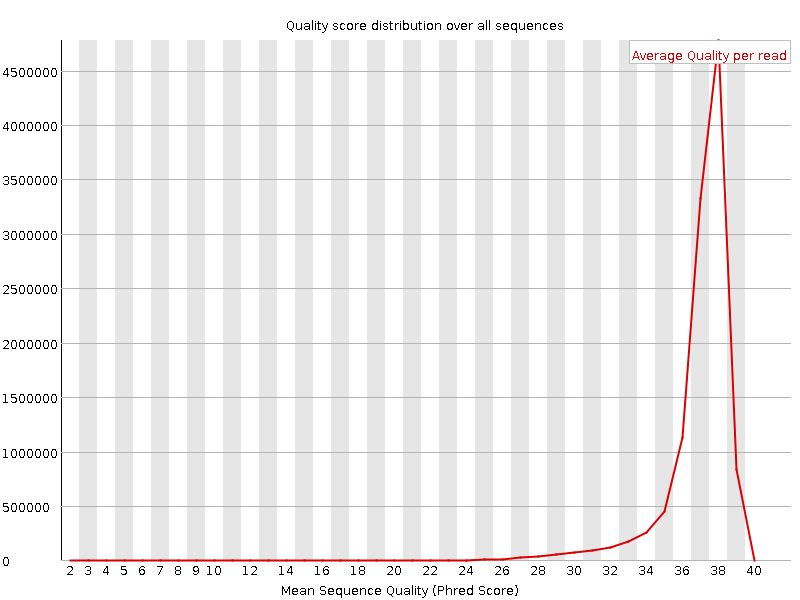 Quality score distribution over all sequences
Average Quality per read
4500000
4000000
3500000
3000000
2500000
2000000
1500000
1000000
500000
0
2 3 4 5 6 7 8 9 10 12 14 16 18 20 22 24 26 28 30 32 34 36 38 40
Mean Sequence Quality (Phred Score)